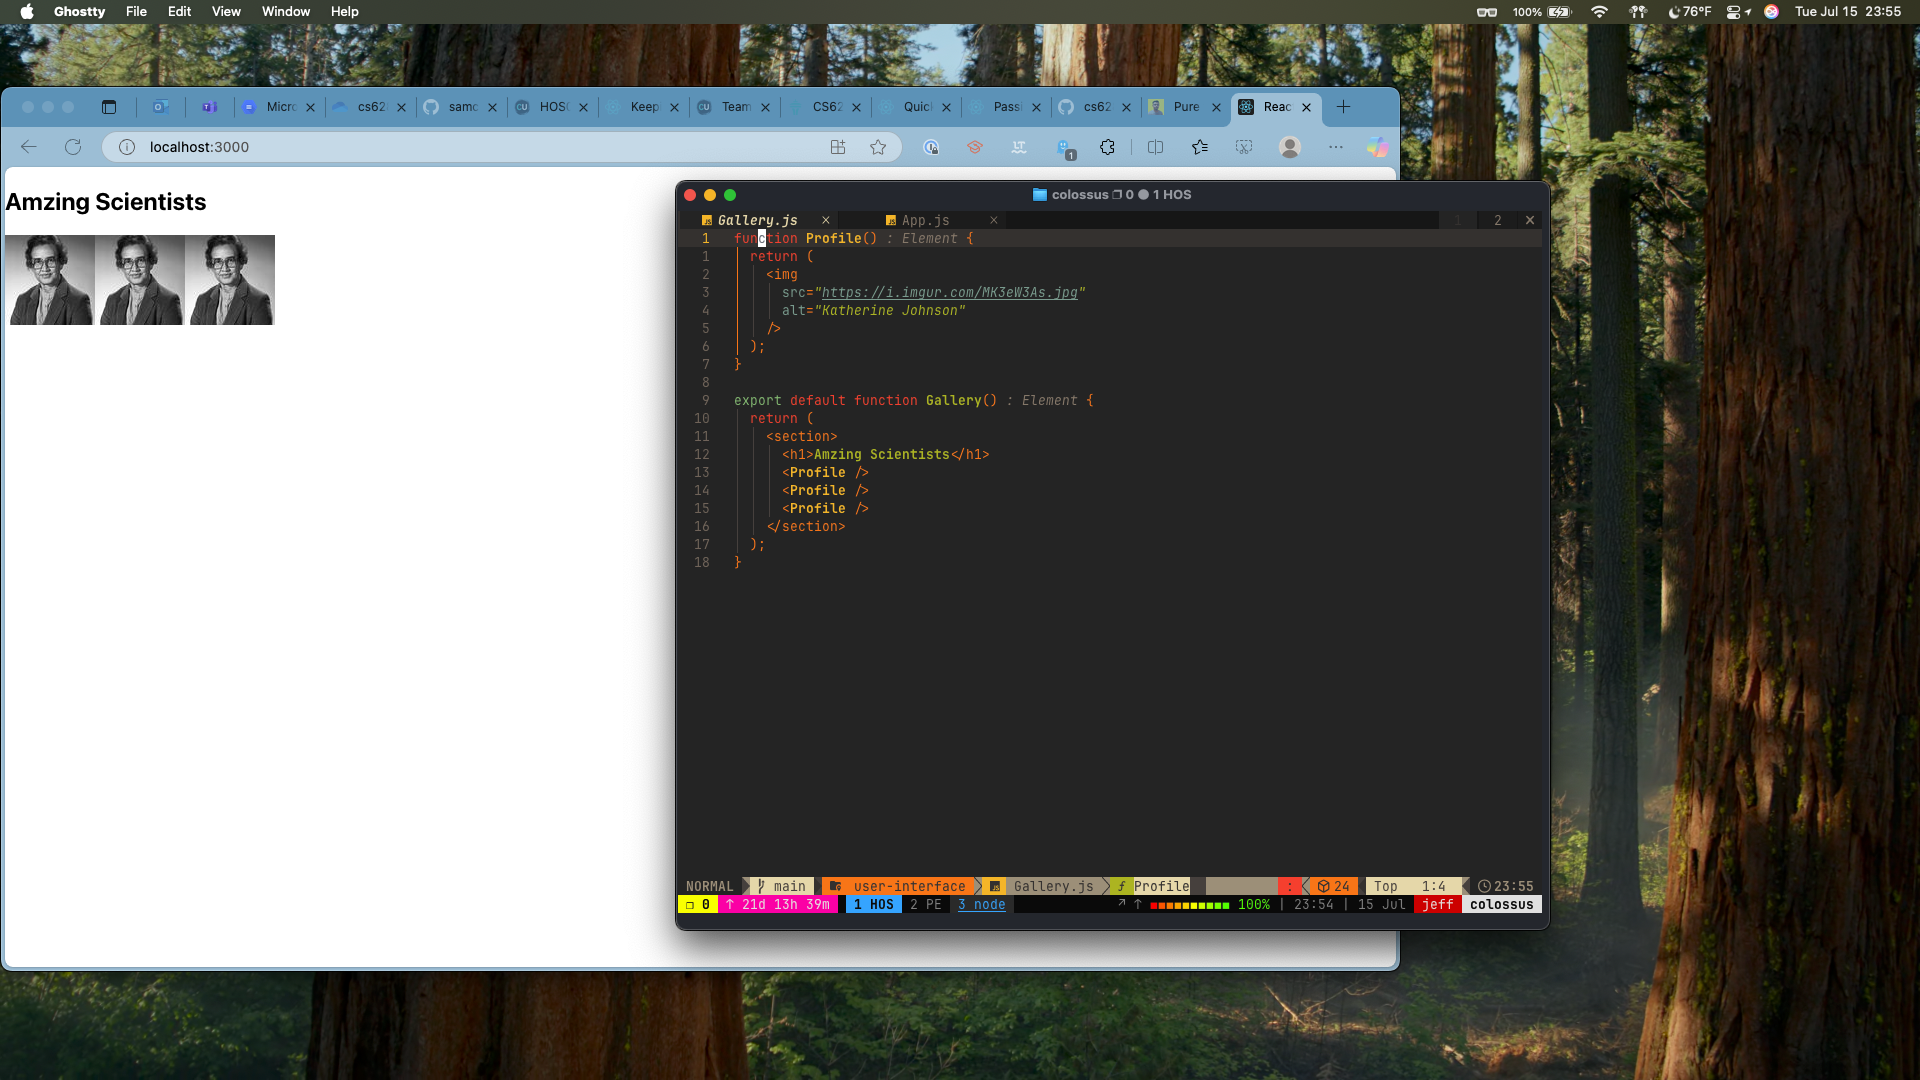 Ghostty File Edit View Window Help
100% 76°F Tue Jul 15 23:55
Micro cs62 samc HOS Keep Team CS62 Quic Passi cs62 Pure Reac
localhost:3000
1
Amzing Scientists
colossus 0 1 HOS
Gallery.js App.js 1 2
1 function Profile() : Element {
1 return (
2 <img
3 src="https://i.imgur.com/MK3eW3As.jpg"
4 alt="Katherine Johnson"
5 />
6 );
7 }
8
9 export default function Gallery() : Element {
10 return (
11 <section>
12 <h1>Amzing Scientists</h1>
13 <Profile />
14 <Profile />
15 <Profile />
16 </section>
17 );
18 }
NORMAL main user-interface Gallery.js f Profile : 24 Top 1:4 23:55
0 ↑ 21d 13h 39m 1 HOS 2 PE 3 node ↗ ↑ 100% | 23:54 | 15 Jul jeff colossus